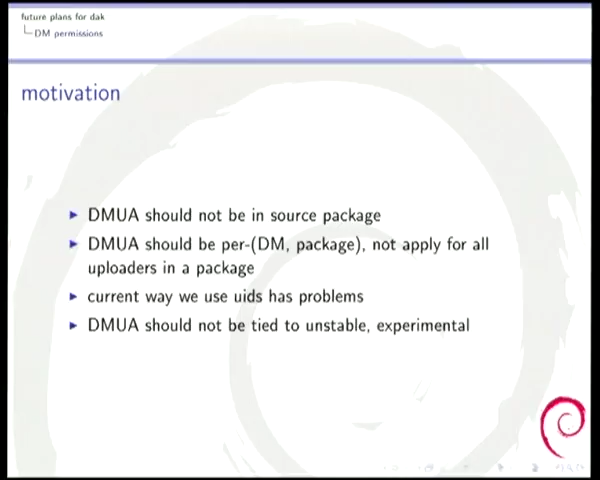 future plans for dak
DM permissions
motivation
DMUA should not be in source package
DMUA should be per-(DM, package), not apply for all
uploaders in a package
current way we use uids has problems
DMUA should not be tied to unstable, experimental